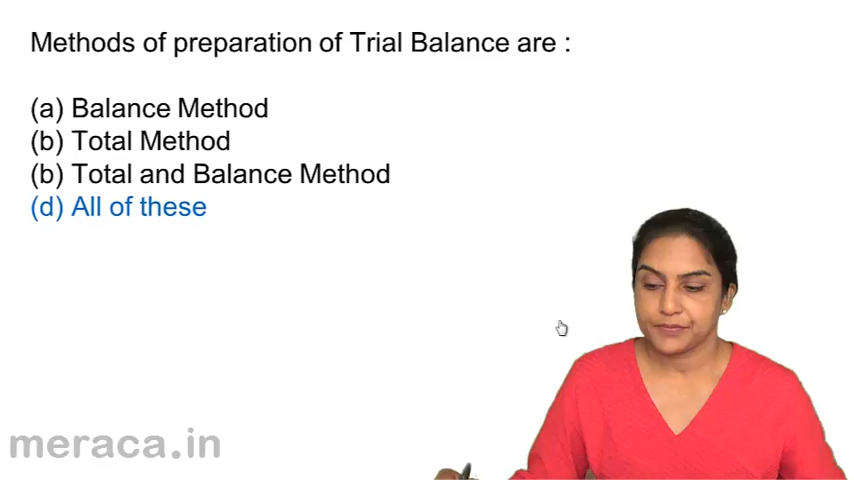 Methods of preparation of Trial Balance are :
(a) Balance Method
(b) Total Method
(b) Total and Balance Method
(d) All of these
meraca.in